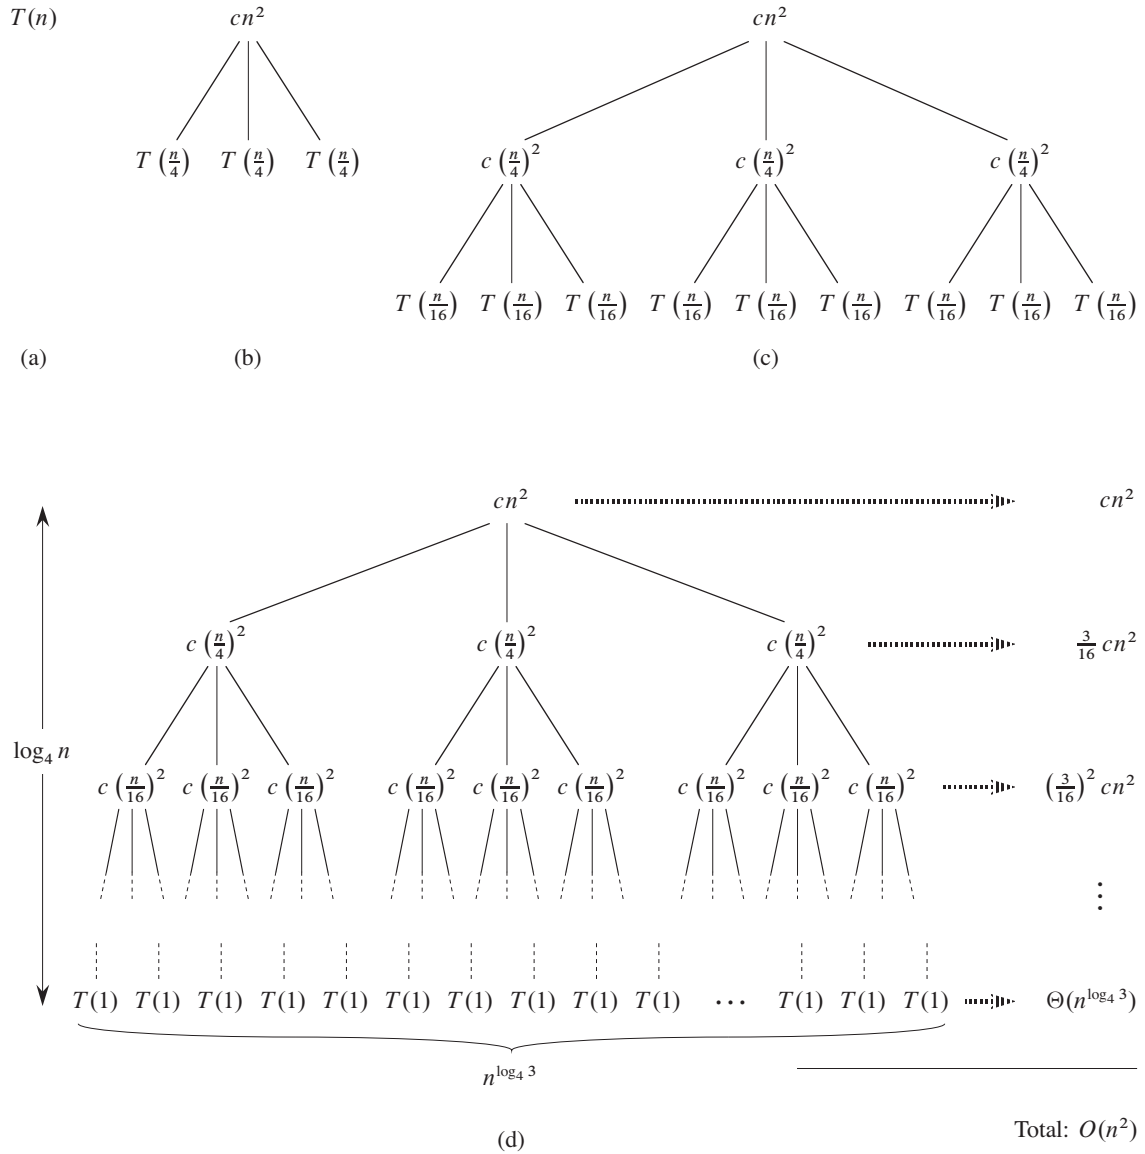 T(n) cn² cn²
T(n/4) T(n/4) T(n/4) c(n/4)² c(n/4)² c(n/4)²
T(n/16) T(n/16) T(n/16) T(n/16) T(n/16) T(n/16) T(n/16) T(n/16) T(n/16)
(a) (b) (c)
cn² cn²
c(n/4)² c(n/4)² c(n/4)² 3/16 cn²
log₄ n
c(n/16)² c(n/16)² c(n/16)² c(n/16)² c(n/16)² c(n/16)² c(n/16)² c(n/16)² c(n/16)² (3/16)² cn²
⋮
T(1) T(1) T(1) T(1) T(1) T(1) T(1) T(1) T(1) T(1) … T(1) T(1) T(1) Θ(n^{log₄ 3})
n^{log₄ 3}
(d) Total: O(n²)